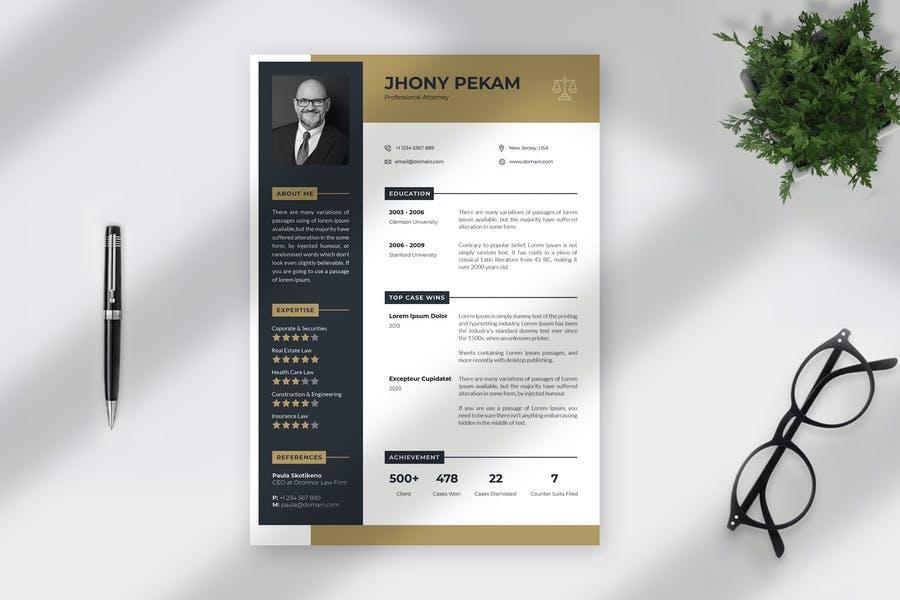 JHONY PEKAM
Professional Attorney
+1 234 5367 889
New Jersey, USA
email@domain.com
www.domain.com
ABOUT ME
There are many variations of
passages using of lorem ipsum
available,but the majority have
suffered alteration in the some
form, by injected humour, or
randomised words which don't
look even slightly believable. If
you are going to use a passage
of lorem ipsum.
EXPERTISE
Coporate & Securities
Real Estate Law
Health Care Law
Construction & Engineering
Insurance Law
REFERENCES
Paula Skotikeno
CEO at Oconnor Law Firm
P: +1 234 567 890
M: paula@domain.com
EDUCATION
2003 - 2006
Clemson University
There are many variations of passages of lorem
Ipsum available, but the majority have suffered
alteration in some form.
2006 - 2009
Stanford University
Contrary to popular belief, Lorem Ipsum is not
simply random text. It has roots in a piece of
classical Latin literature from 45 BC, making it
over 2000 years old.
TOP CASE WINS
Lorem Ipsum Dolor
2013
Lorem Ipsum is simply dummy text of the printing
and typesetting industry. Lorem Ipsum has been
the industry's standard dummy text ever since
the 1500s, when an unknown printer.
Sheets containing Lorem Ipsum passages, and
more recently with desktop publishing.
Excepteur Cupidatat
2020
There are many variations of passages of Lorem
Ipsum available, but the majority have suffered
alteration in some form, by injected humour.
If you are use a passage of Lorem Ipsum, you
need to be sure there isn't anything embarrassing
hidden in the middle of text.
ACHIEVEMENT
500+ 478 22 7
Client Cases Won Cases Dismissed Counter Suits Filed